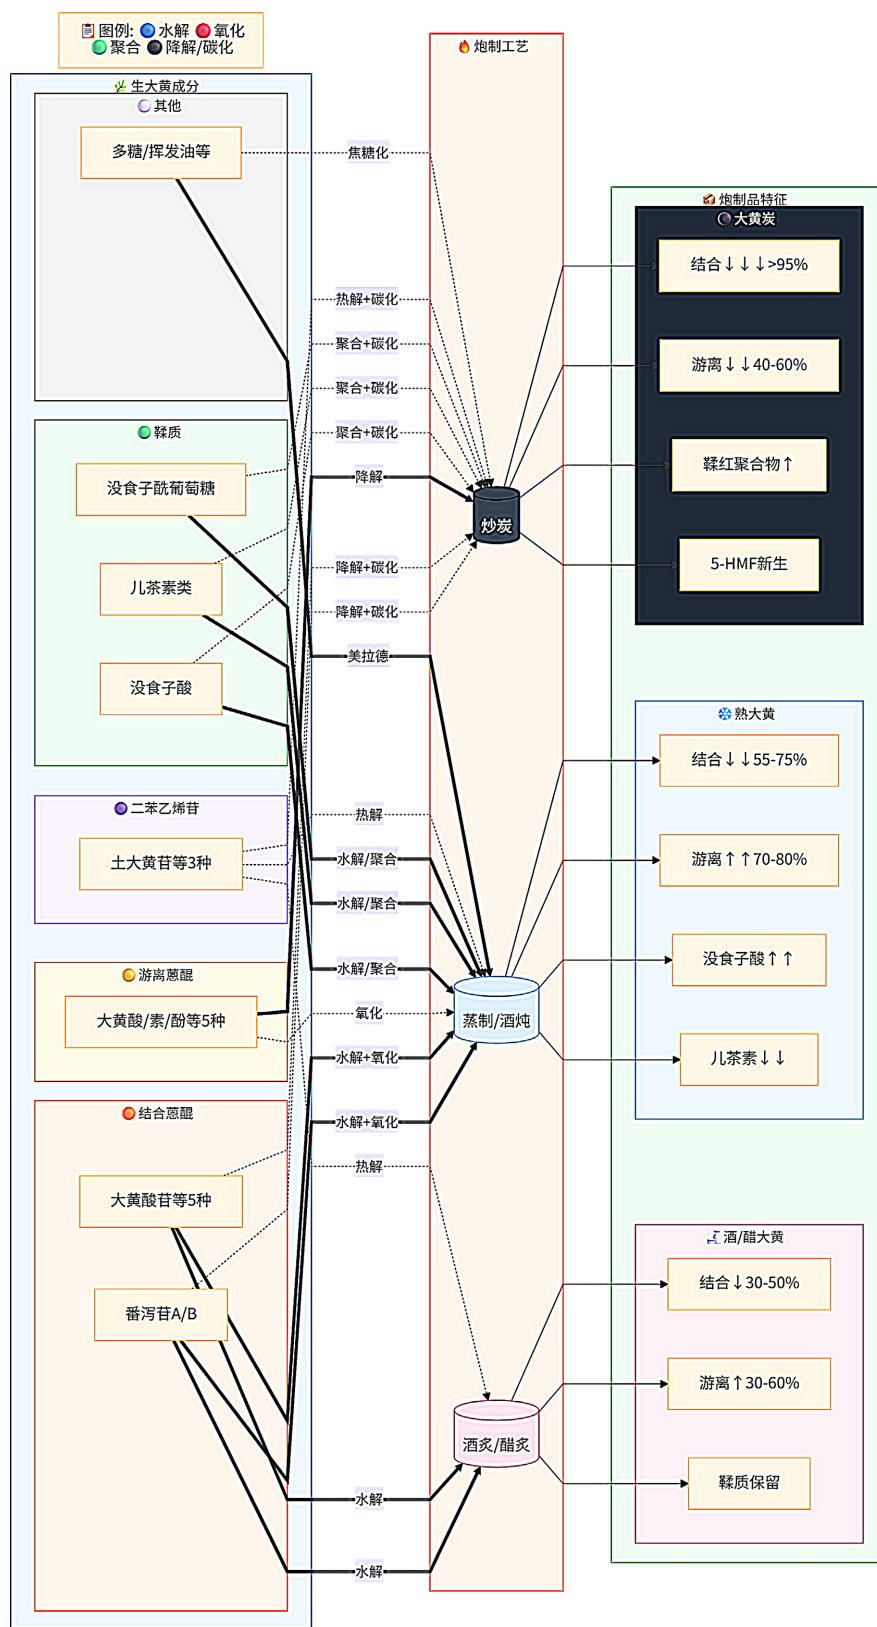 图例: 水解 氧化
聚合 降解/碳化
生大黄成分
其他
多糖/挥发油等
鞣质
没食子酰葡萄糖
儿茶素类
没食子酸
二苯乙烯苷
土大黄苷等3种
游离蒽醌
大黄酸/素/酚等5种
结合蒽醌
大黄酸苷等5种
番泻苷A/B
焦糖化
热解+碳化
聚合+碳化
聚合+碳化
聚合+碳化
降解
降解+碳化
降解+碳化
美拉德
热解
水解/聚合
水解/聚合
水解/聚合
氧化
水解+氧化
水解+氧化
热解
水解
水解
炮制工艺
炒炭
蒸制/酒炖
酒炙/醋炙
炮制品特征
大黄炭
结合↓↓↓>95%
游离↓↓40-60%
鞣红聚合物↑
5-HMF新生
熟大黄
结合↓↓55-75%
游离↑↑70-80%
没食子酸↑↑
儿茶素↓↓
酒/醋大黄
结合↓30-50%
游离↑30-60%
鞣质保留